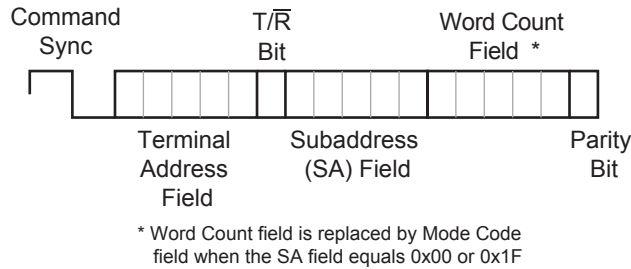 Command
Sync
T/R̅
Bit
Word Count
Field *
Terminal
Address
Field
Subaddress
(SA) Field
Parity
Bit
* Word Count field is replaced by Mode Code
field when the SA field equals 0x00 or 0x1F